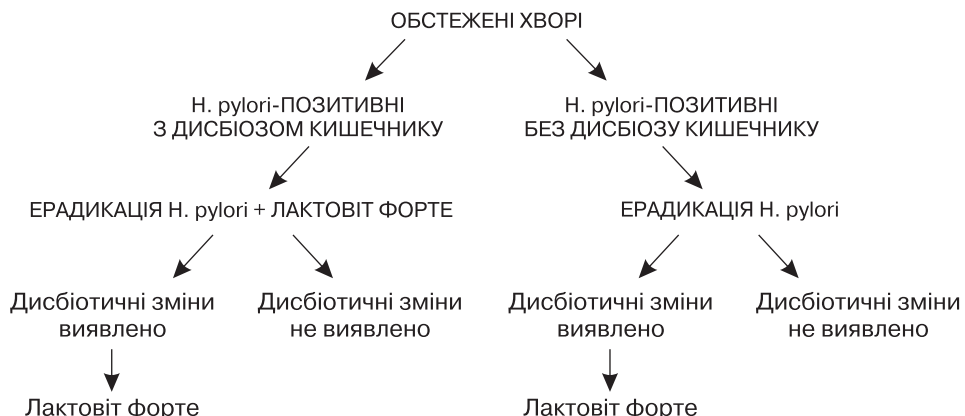 ОБСТЕЖЕНІ ХВОРІ
H. pylori-ПОЗИТИВНІ
З ДИСБІОЗОМ КИШЕЧНИКУ
H. pylori-ПОЗИТИВНІ
БЕЗ ДИСБІОЗУ КИШЕЧНИКУ
ЕРАДИКАЦІЯ H. pylori + ЛАКТОВІТ ФОРТЕ
ЕРАДИКАЦІЯ H. pylori
Дисбіотичні зміни
виявлено
Дисбіотичні зміни
не виявлено
Дисбіотичні зміни
виявлено
Дисбіотичні зміни
не виявлено
Лактовіт форте
Лактовіт форте